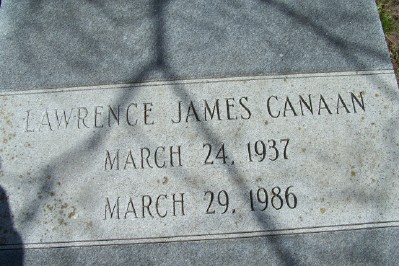 LAWRENCE JAMES CANAAN
MARCH 24, 1937
MARCH 29, 1986